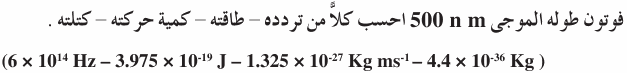 فوتون طوله الموجى 500 n m احسب كلاًّ من تردده – طاقته – كمية حركته – كتلته .
(6 × 10¹⁴ Hz – 3.975 × 10⁻¹⁹ J – 1.325 × 10⁻²⁷ Kg ms⁻¹ – 4.4 × 10⁻³⁶ Kg )